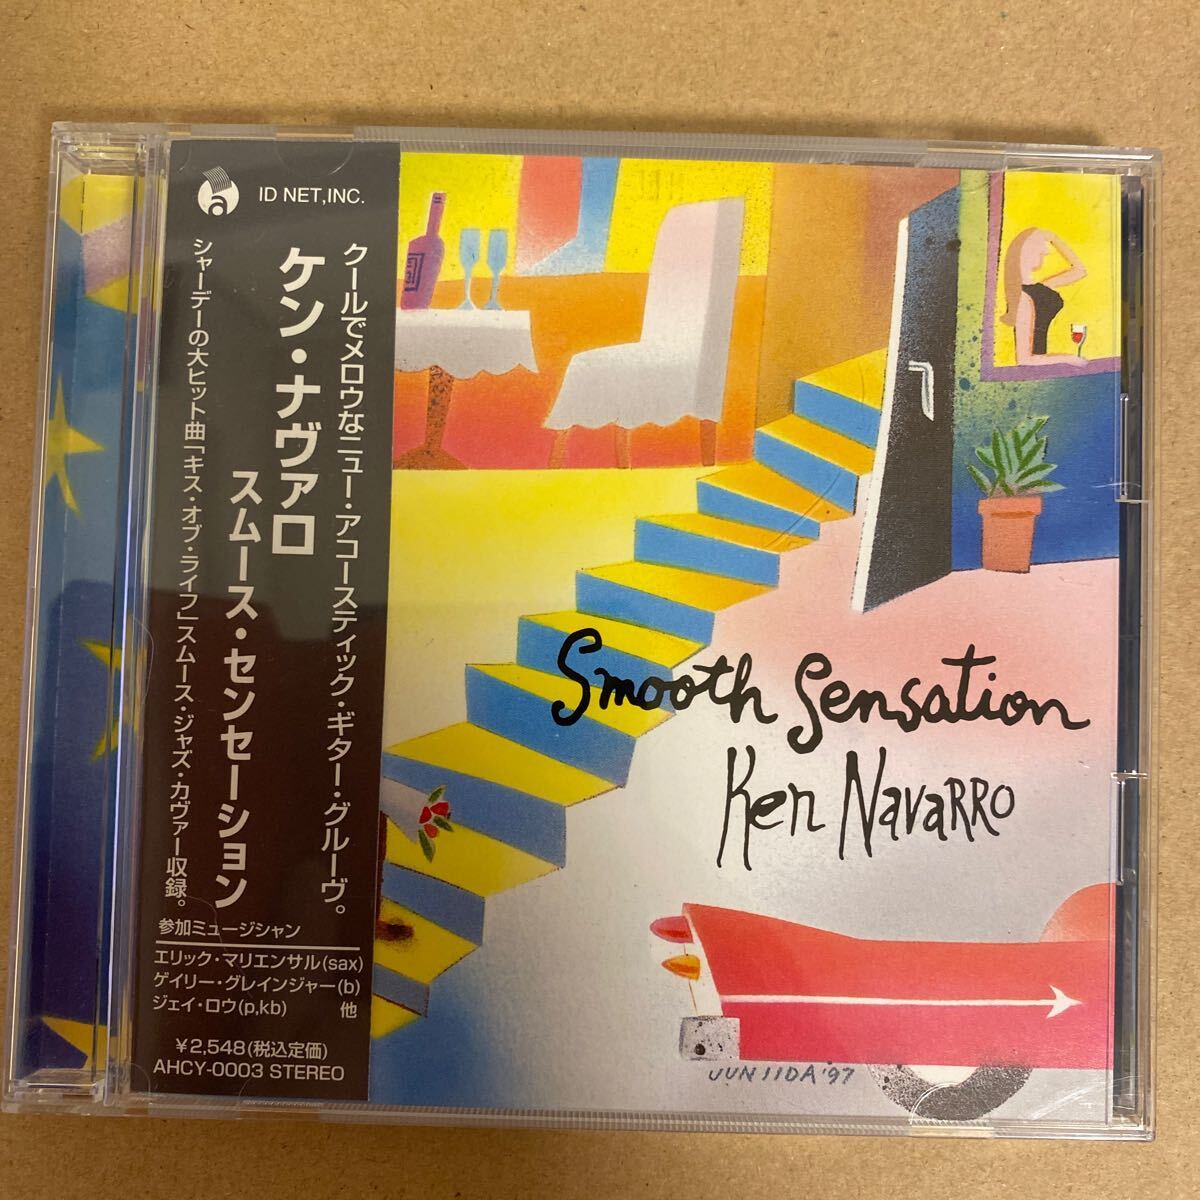 a
ID NET,INC.
クールでメロウなニュー・アコースティック・ギター・グルーヴ。
ケン・ナヴァロ
スムース・センセーション
シャーデーの大ヒット曲「キス・オブ・ライフ」スムース・ジャズ・カヴァー収録。
参加ミュージシャン
エリック・マリエンサル(sax)
ゲイリー・グレインジャー(b)
ジェイ・ロウ(p,kb) 他
￥2,548(税込定価)
AHCY-0003 STEREO
Smooth Sensation
Ken Navarro
JUN IIDA '97